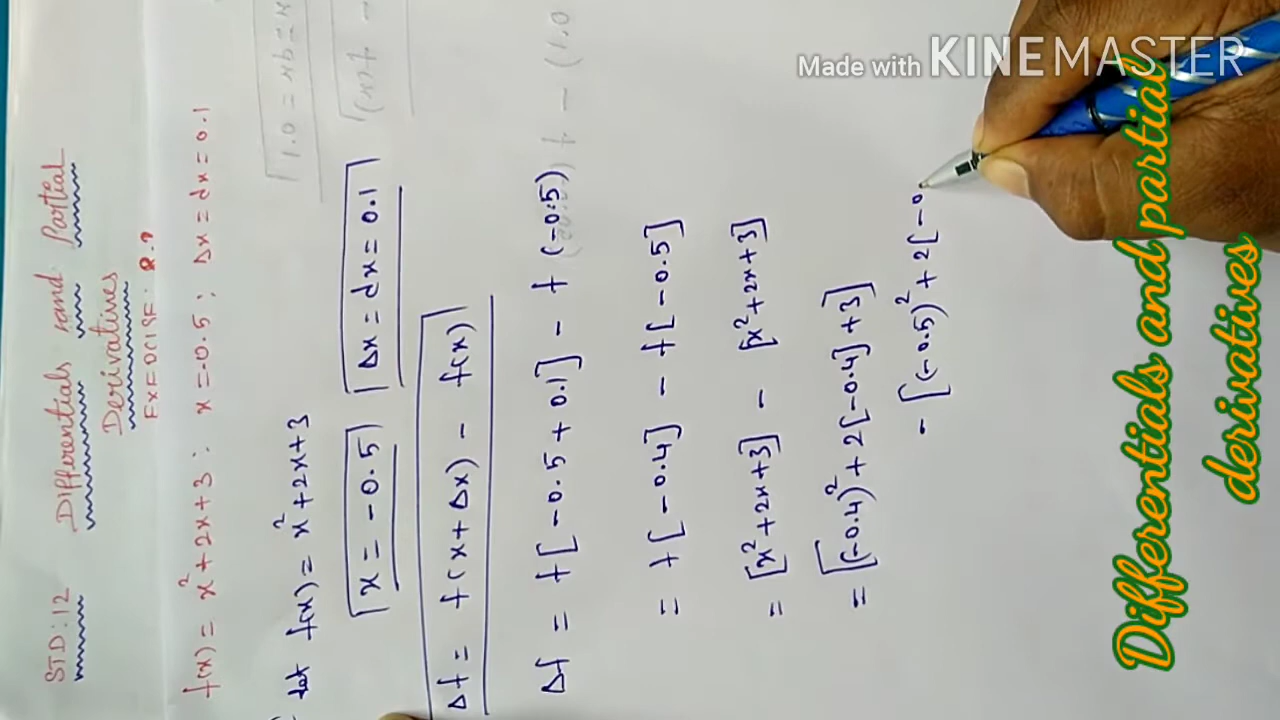 STD: 12 Differentials and Partial
Derivatives
EXERCISE: 8.2
f(x) = x² + 2x + 3 : x = -0.5 ; Δx = dx = 0.1
let f(x) = x² + 2x + 3
x = -0.5 Δx = dx = 0.1
Δf = f(x + Δx) - f(x)
Δf = f[-0.5 + 0.1] - f(-0.5)
= f[-0.4] - f[-0.5]
= [x² + 2x + 3] - [x² + 2x + 3]
= [(-0.4)² + 2[-0.4] + 3]
- [(-0.5)² + 2[-0
Made with KINEMASTER
Differentials and partial
derivatives